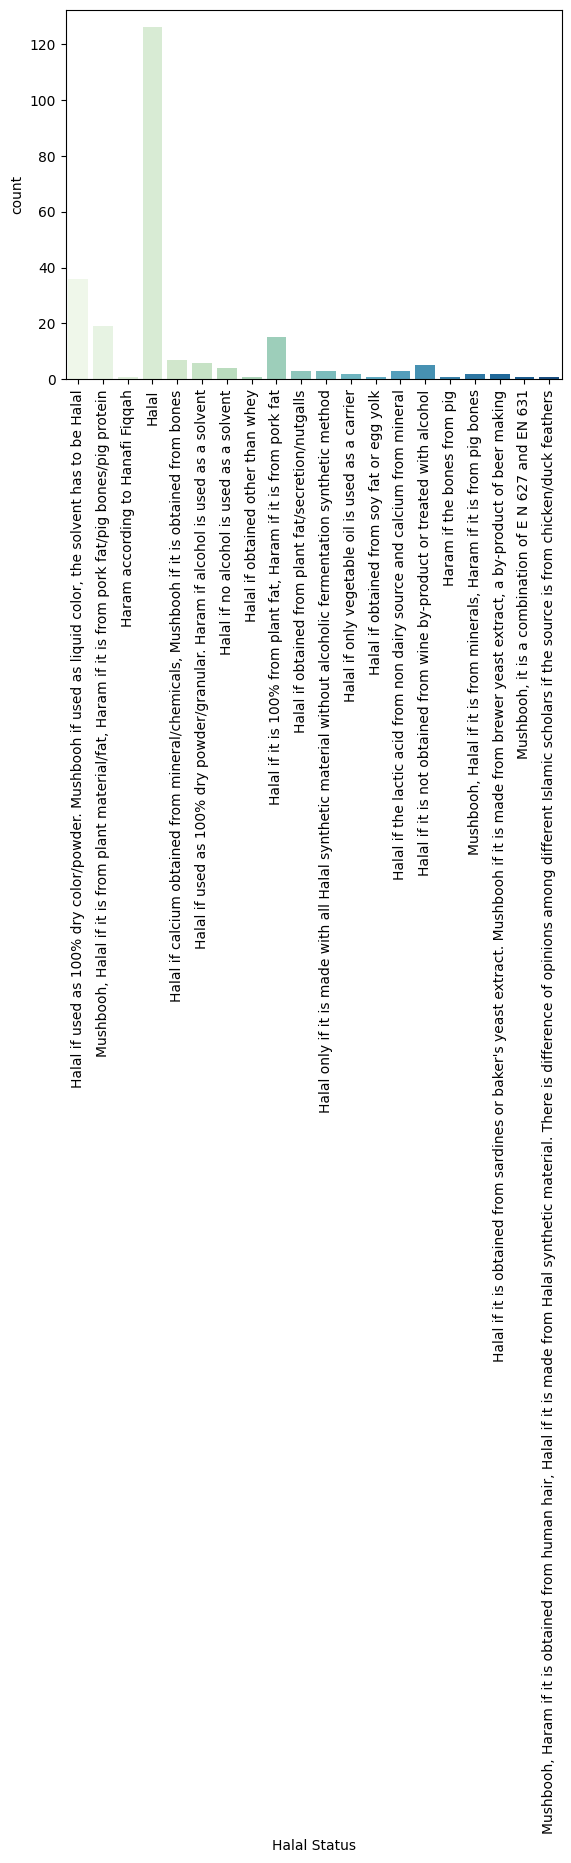 120
100
80
60
40
20
0
count
Halal if used as 100% dry color/powder. Mushbooh if used as liquid color, the solvent has to be Halal
Mushbooh, Halal if it is from plant material/fat, Haram if it is from pork fat/pig bones/pig protein
Haram according to Hanafi Fiqqah
Halal
Halal if calcium obtained from mineral/chemicals, Mushbooh if it is obtained from bones
Halal if used as 100% dry powder/granular. Haram if alcohol is used as a solvent
Halal if no alcohol is used as a solvent
Halal if obtained other than whey
Halal if it is 100% from plant fat, Haram if it is from pork fat
Halal if obtained from plant fat/secretion/nutgalls
Halal only if it is made with all Halal synthetic material without alcoholic fermentation synthetic method
Halal if only vegetable oil is used as a carrier
Halal if obtained from soy fat or egg yolk
Halal if the lactic acid from non dairy source and calcium from mineral
Halal if it is not obtained from wine by-product or treated with alcohol
Haram if the bones from pig
Mushbooh, Halal if it is from minerals, Haram if it is from pig bones
Halal if it is obtained from sardines or baker's yeast extract. Mushbooh if it is made from brewer yeast extract, a by-product of beer making
Mushbooh, it is a combination of E N 627 and EN 631
Mushbooh, Haram if it is obtained from human hair, Halal if it is made from Halal synthetic material. There is difference of opinions among different Islamic scholars if the source is from chicken/duck feathers
Halal Status